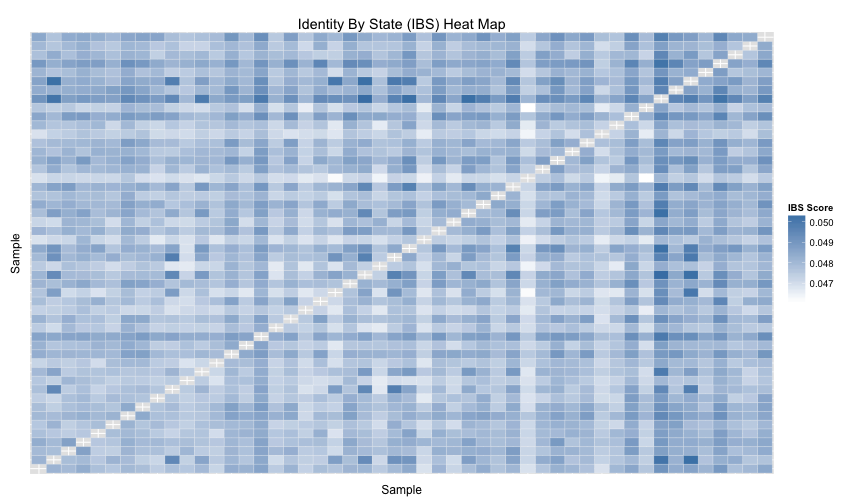 Identity By State (IBS) Heat Map
Sample
IBS Score
0.050
0.049
0.048
0.047
Sample